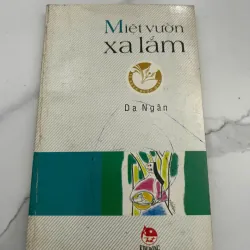 Miệt vườn
xa lắm
Dạ Ngân